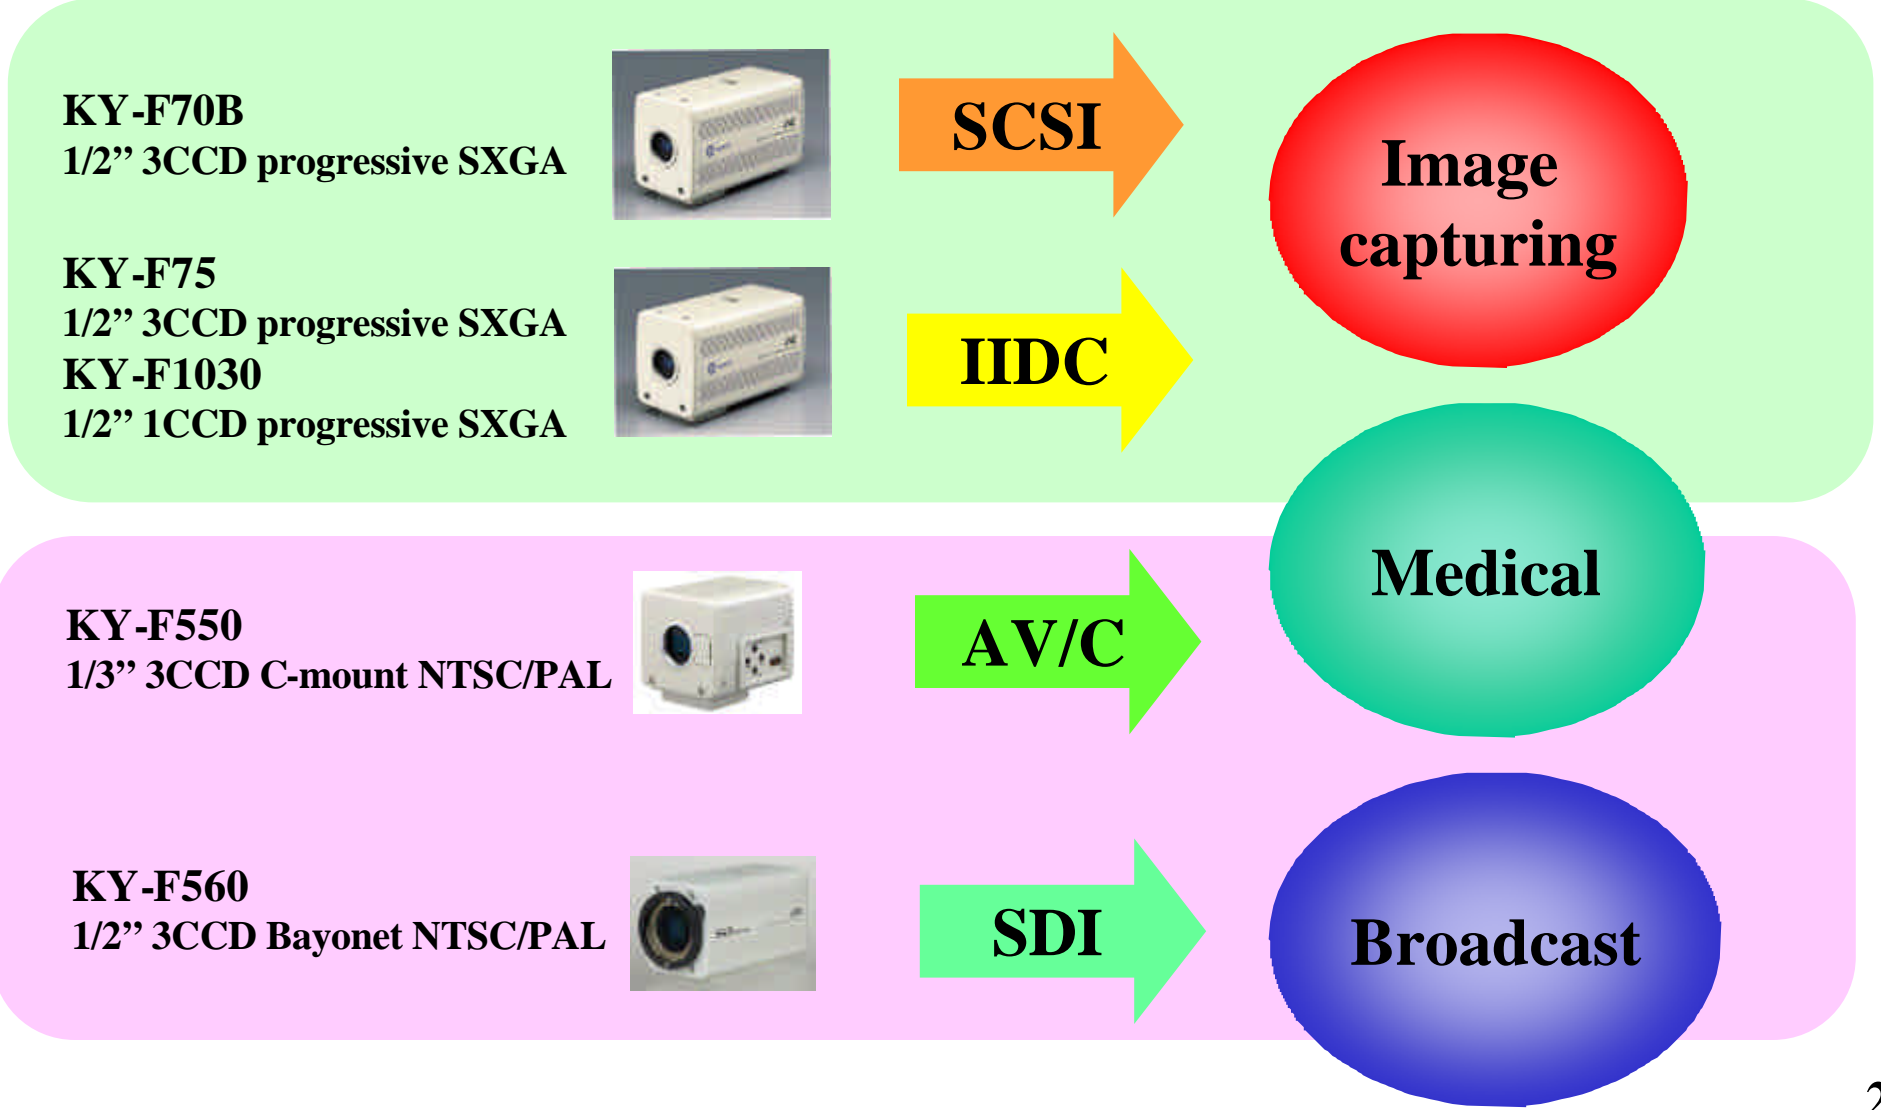 KY-F70B
1/2” 3CCD progressive SXGA
SCSI
Image
capturing
KY-F75
1/2” 3CCD progressive SXGA
KY-F1030
1/2” 1CCD progressive SXGA
IIDC
Medical
KY-F550
1/3” 3CCD C-mount NTSC/PAL
AV/C
KY-F560
1/2” 3CCD Bayonet NTSC/PAL
SDI
Broadcast
2